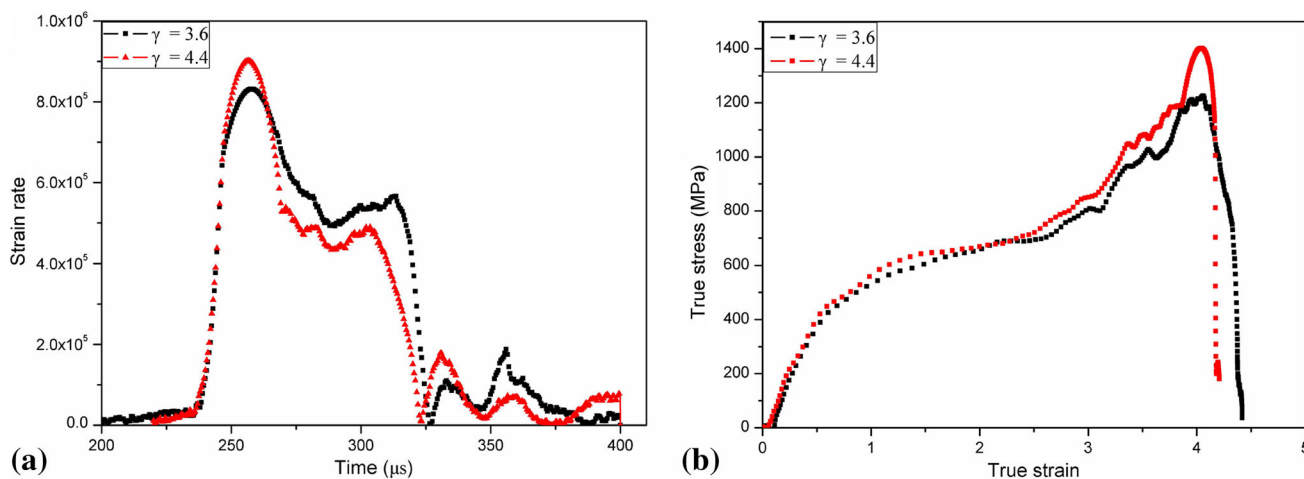 1.0x10⁶
8.0x10⁵
6.0x10⁵
4.0x10⁵
2.0x10⁵
0.0
Strain rate
γ = 3.6
γ = 4.4
200 250 300 350 400
Time (μs)
(a)
1400
1200
1000
800
600
400
200
0
True stress (MPa)
γ = 3.6
γ = 4.4
0 1 2 3 4 5
True strain
(b)